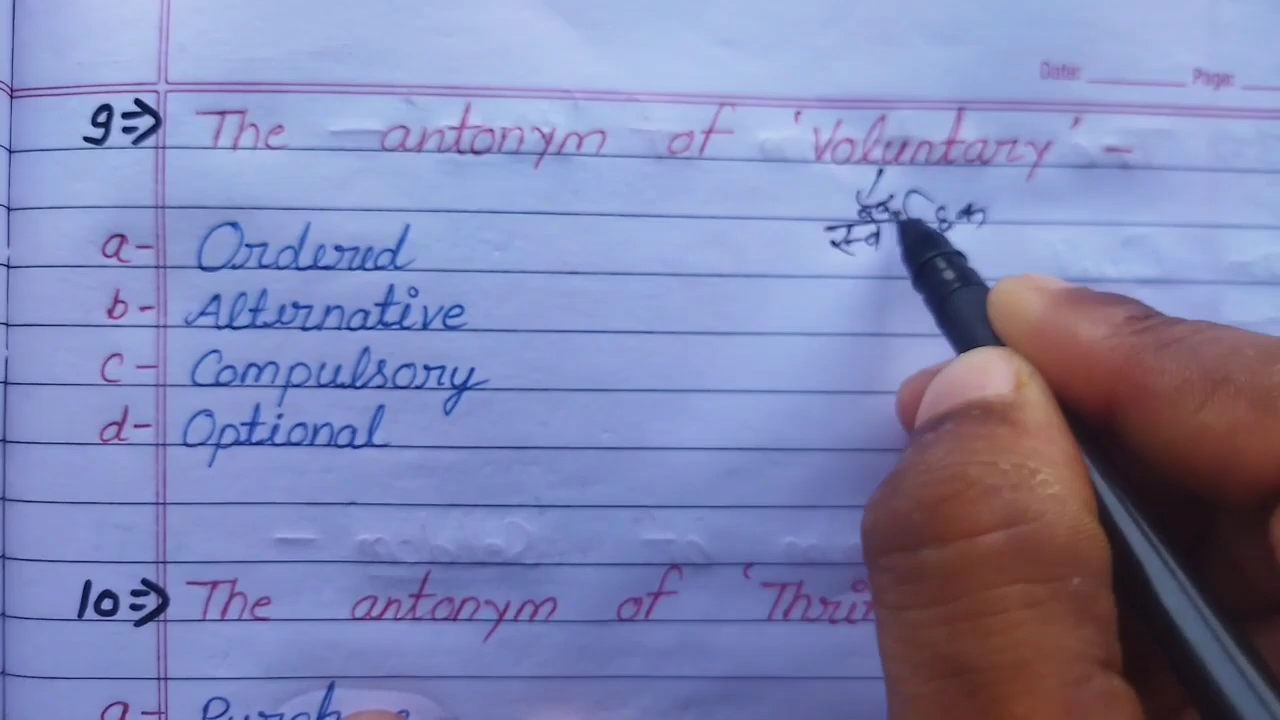 Date: Page:
9⇒ The antonym of 'Voluntary' -
a- Ordered
b- Alternative
c- Compulsory
d- Optional
10⇒ The antonym of
a-